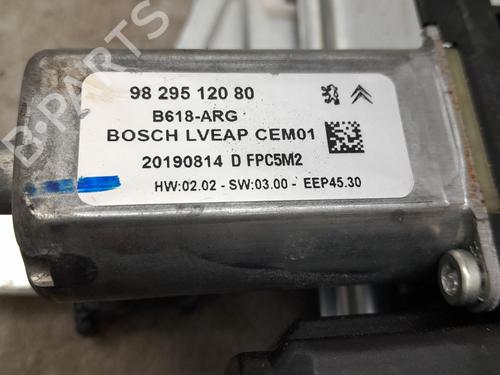 98 295 120 80
B618-ARG
BOSCH LVEAP CEM01
20190814 D FPC5M2
HW:02.02 - SW:03.00 - EEP45.30
B-PARTS